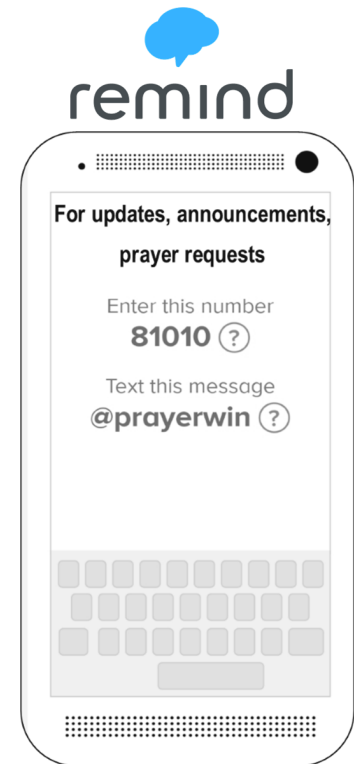 remind
For updates, announcements,
prayer requests
Enter this number
81010 ?
Text this message
@prayerwin ?